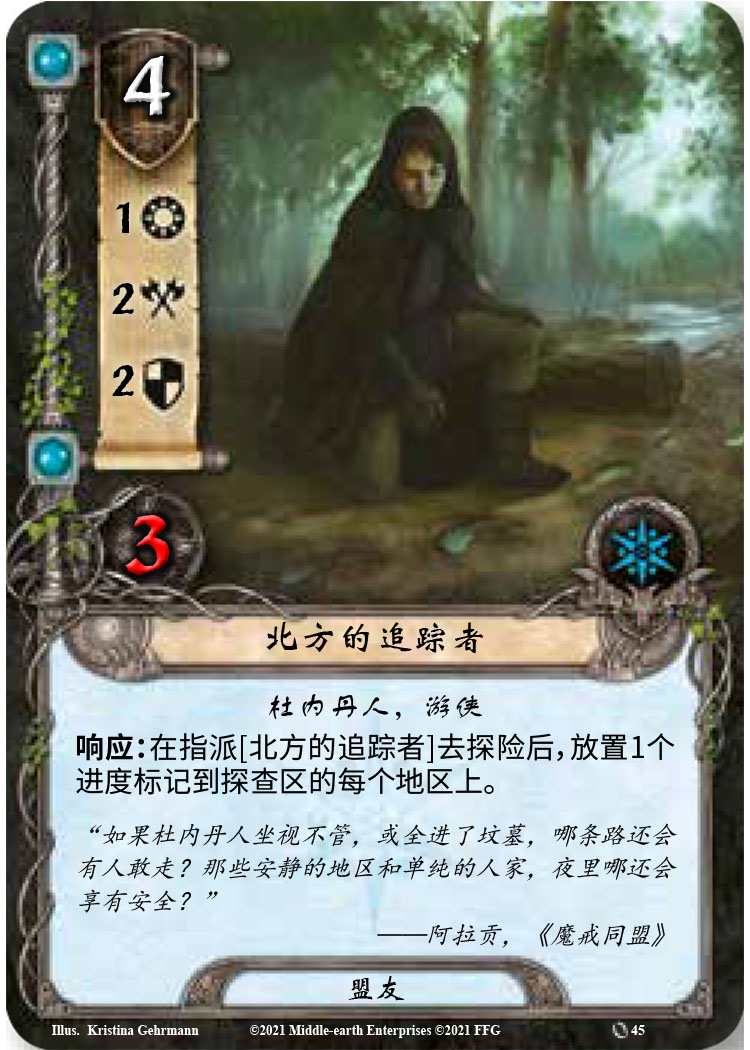 4
1
2
2
3
北方的追踪者
杜内丹人，游侠
响应：在指派[北方的追踪者]去探险后，放置1个
进度标记到探查区的每个地区上。
“如果杜内丹人坐视不管，或全进了坟墓，哪条路还会
有人敢走？那些安静的地区和单纯的人家，夜里哪还会
享有安全？”
——阿拉贡，《魔戒同盟》
盟友
Illus. Kristina Gehrmann ©2021 Middle-earth Enterprises ©2021 FFG 45